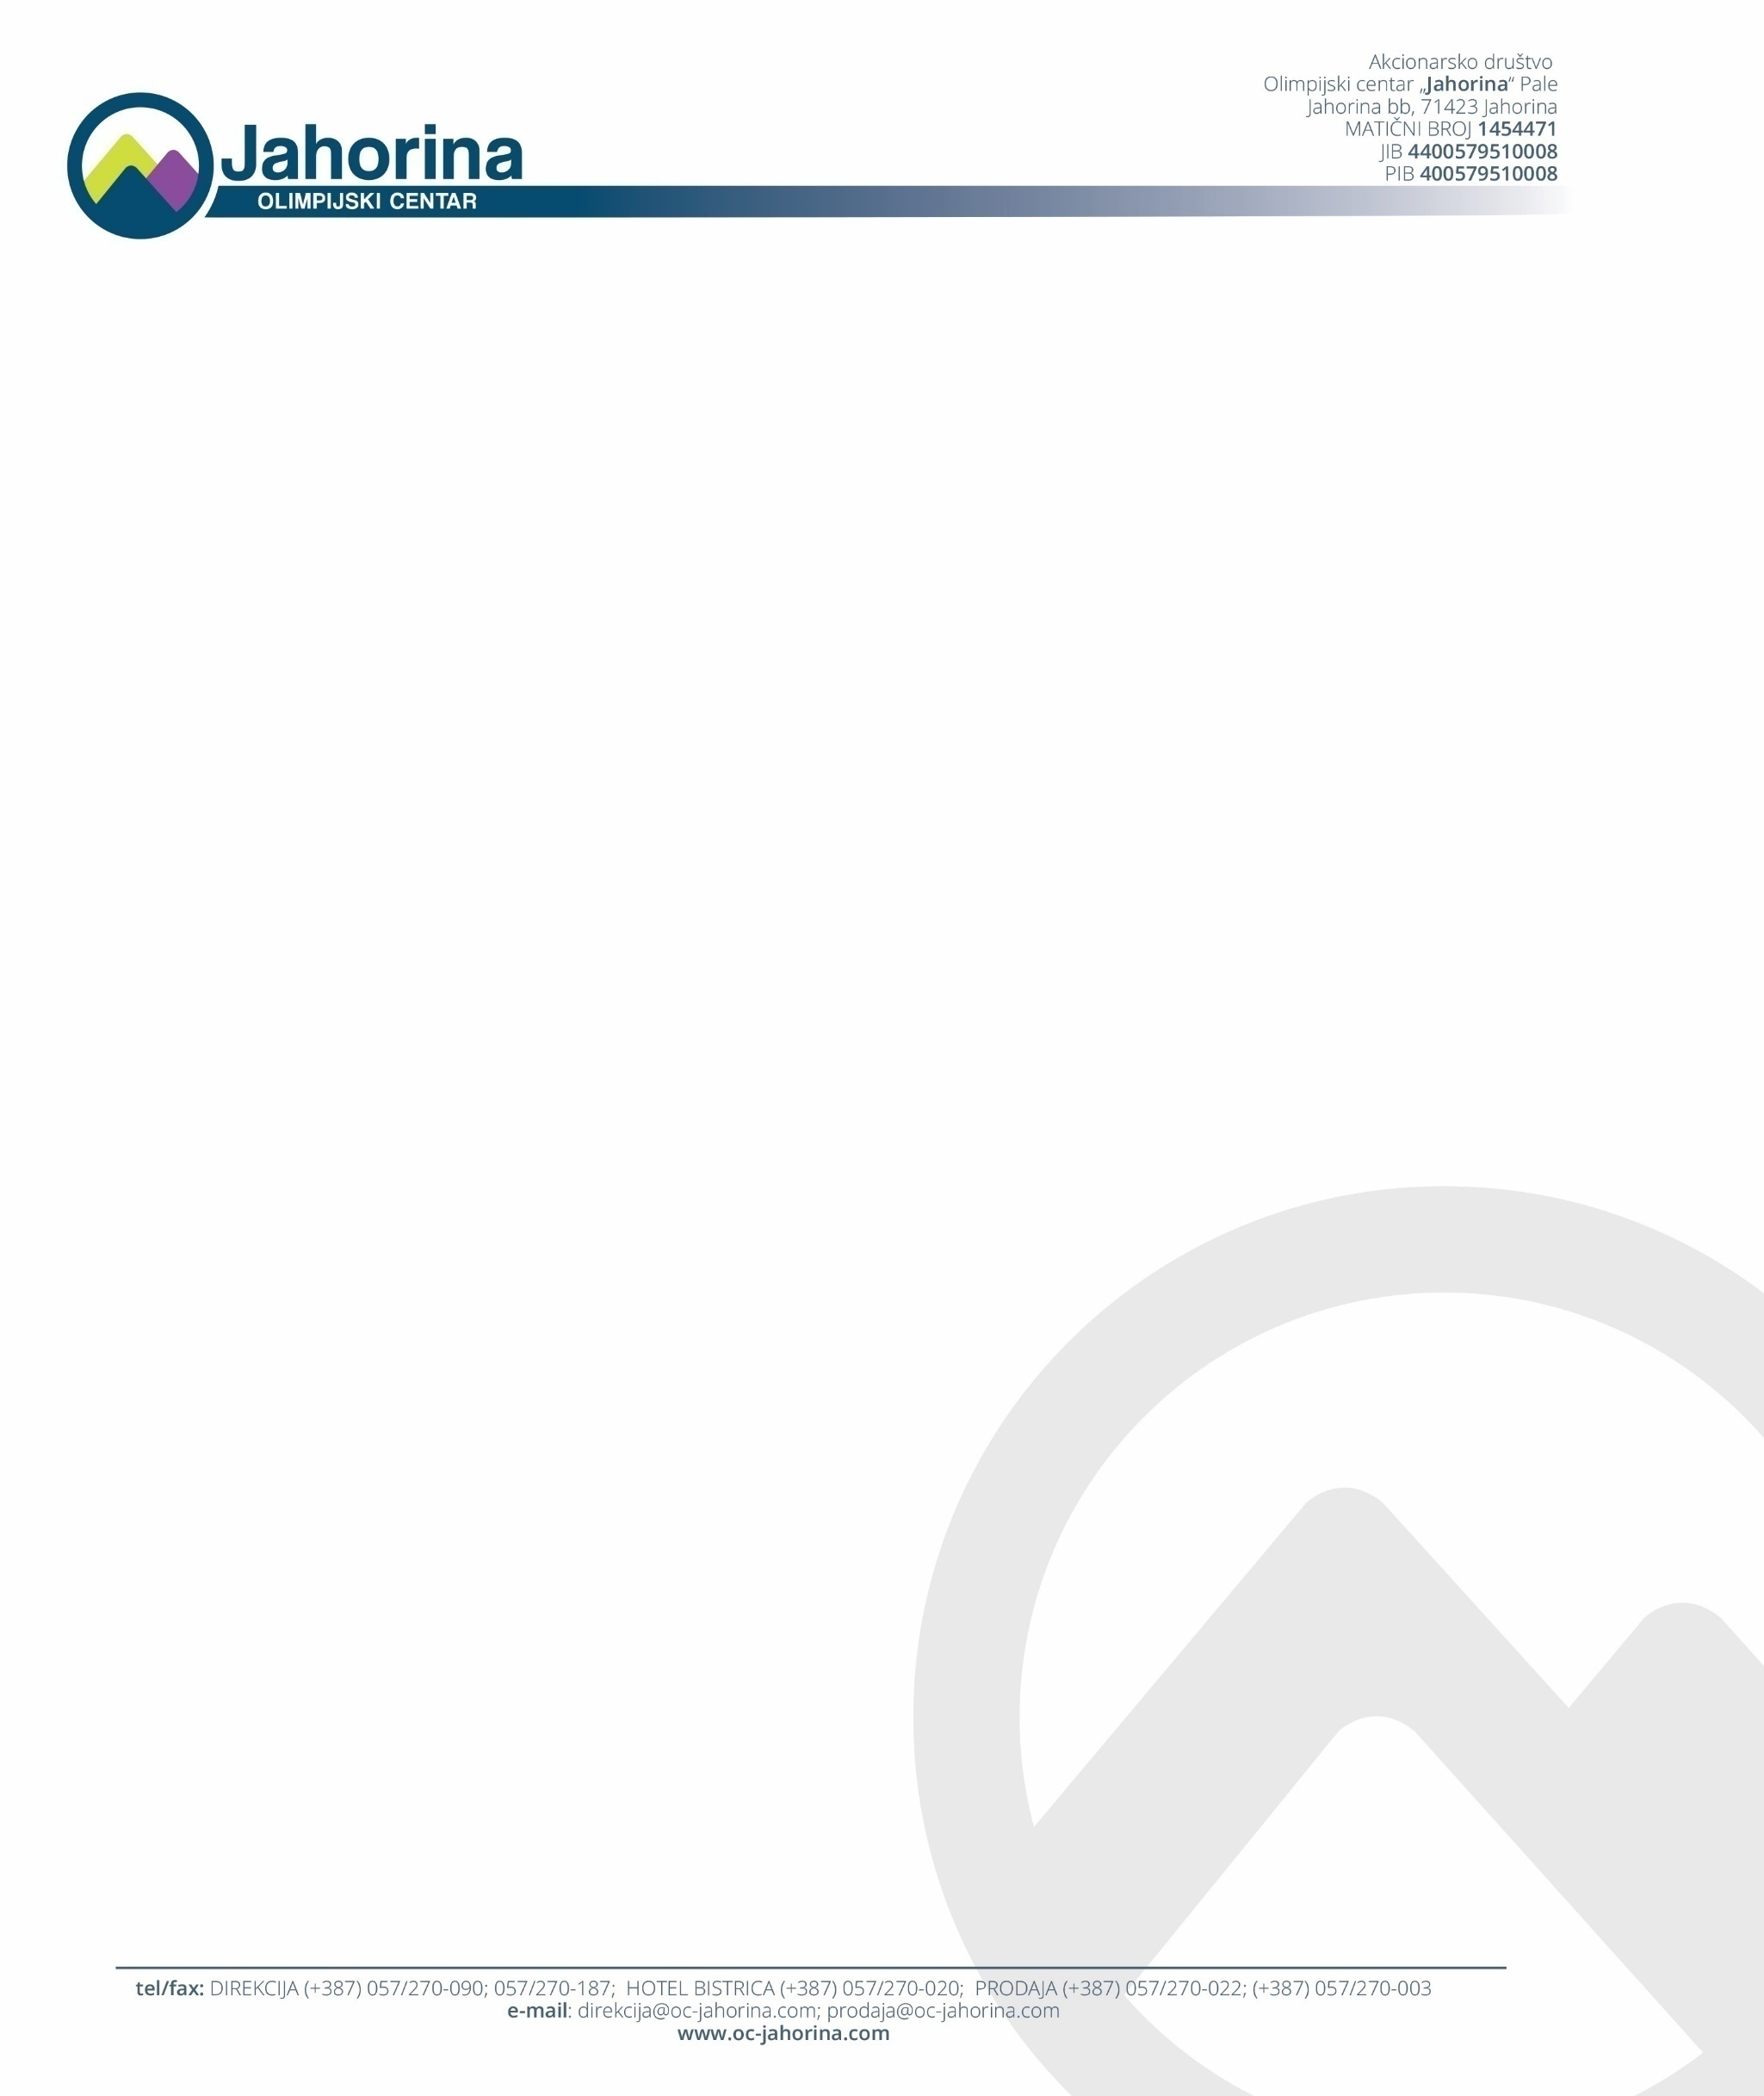 Akcionarsko društvo
Olimpijski centar „Jahorina“ Pale
Jahorina bb, 71423 Jahorina
MATIČNI BROJ 1454471
JIB 4400579510008
PIB 400579510008
Jahorina
OLIMPIJSKI CENTAR
tel/fax: DIREKCIJA (+387) 057/270-090; 057/270-187; HOTEL BISTRICA (+387) 057/270-020; PRODAJA (+387) 057/270-022; (+387) 057/270-003
e-mail: direkcija@oc-jahorina.com; prodaja@oc-jahorina.com
www.oc-jahorina.com